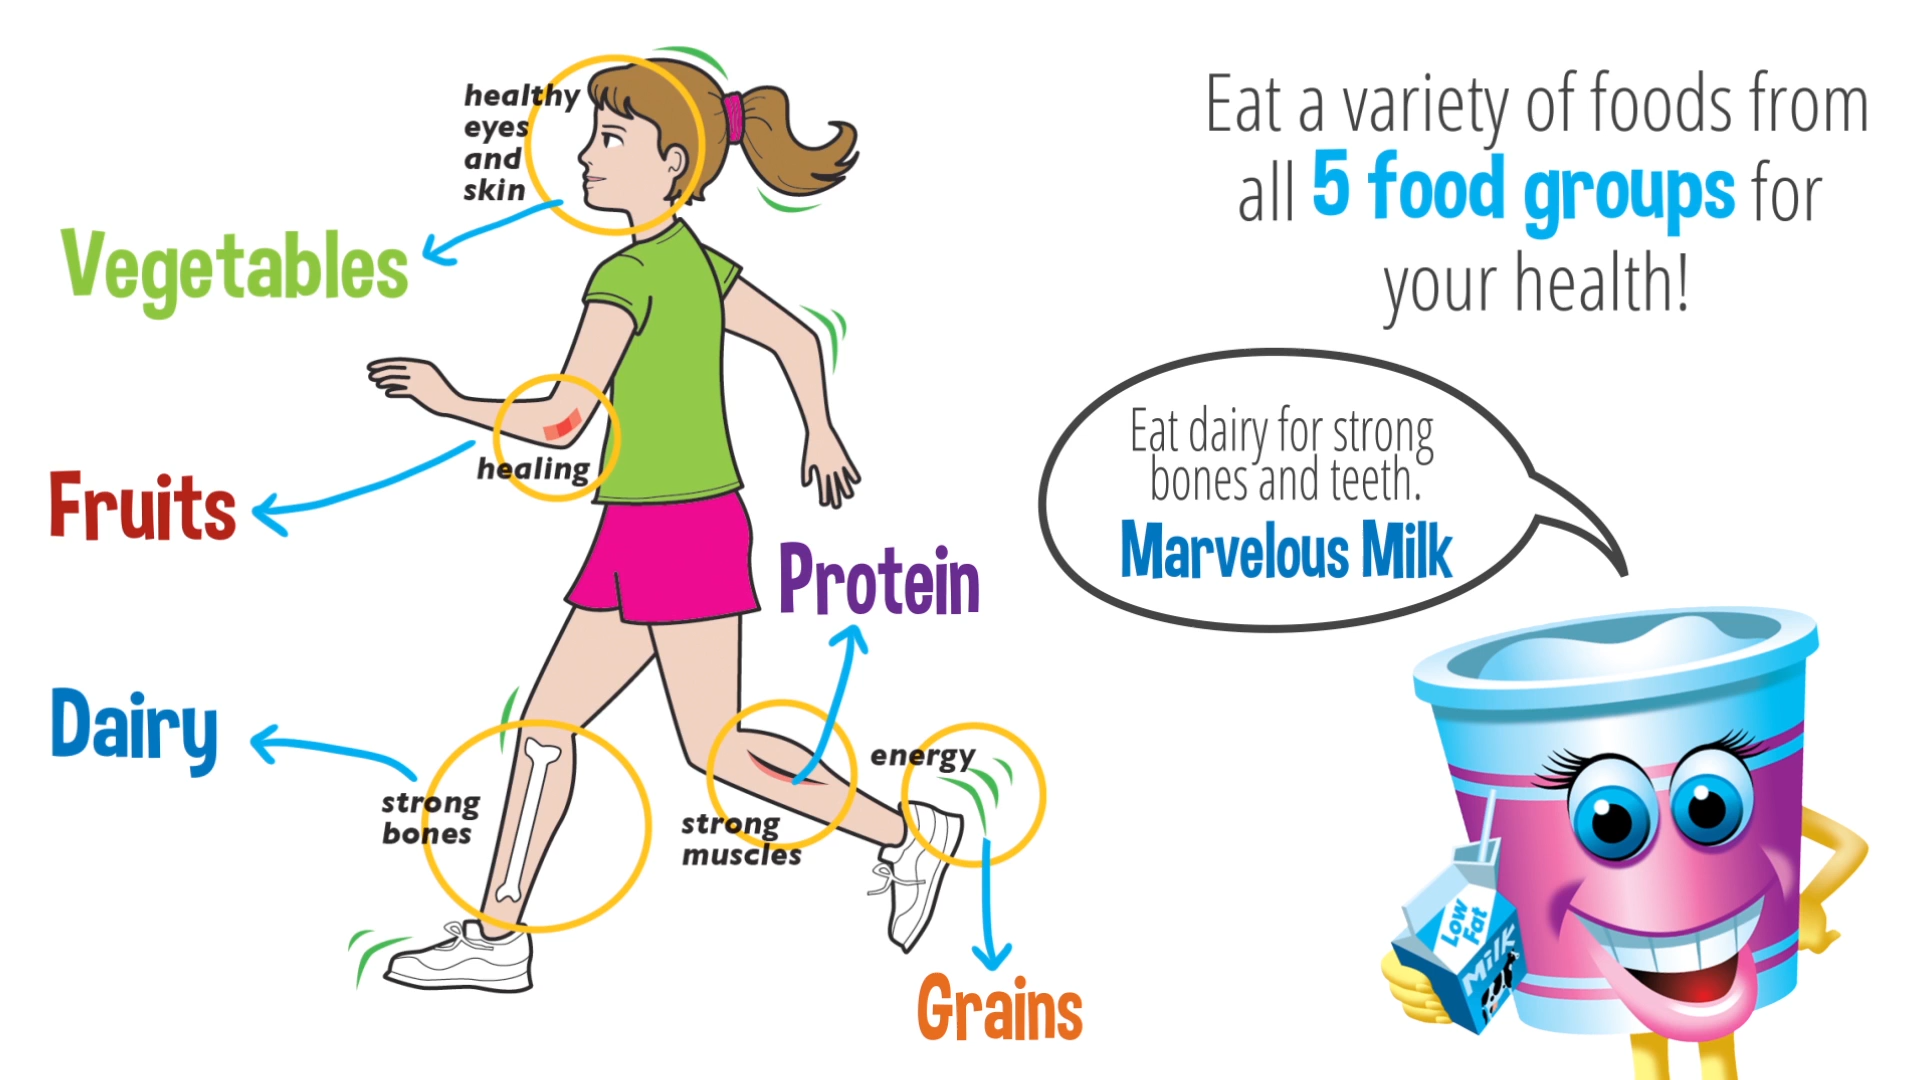 healthy
eyes
and
skin
Vegetables
healing
Fruits
Protein
Dairy
strong
bones
strong
muscles
energy
Grains
Eat a variety of foods from
all 5 food groups for
your health!
Eat dairy for strong
bones and teeth.
Marvelous Milk
Low
Fat
Milk